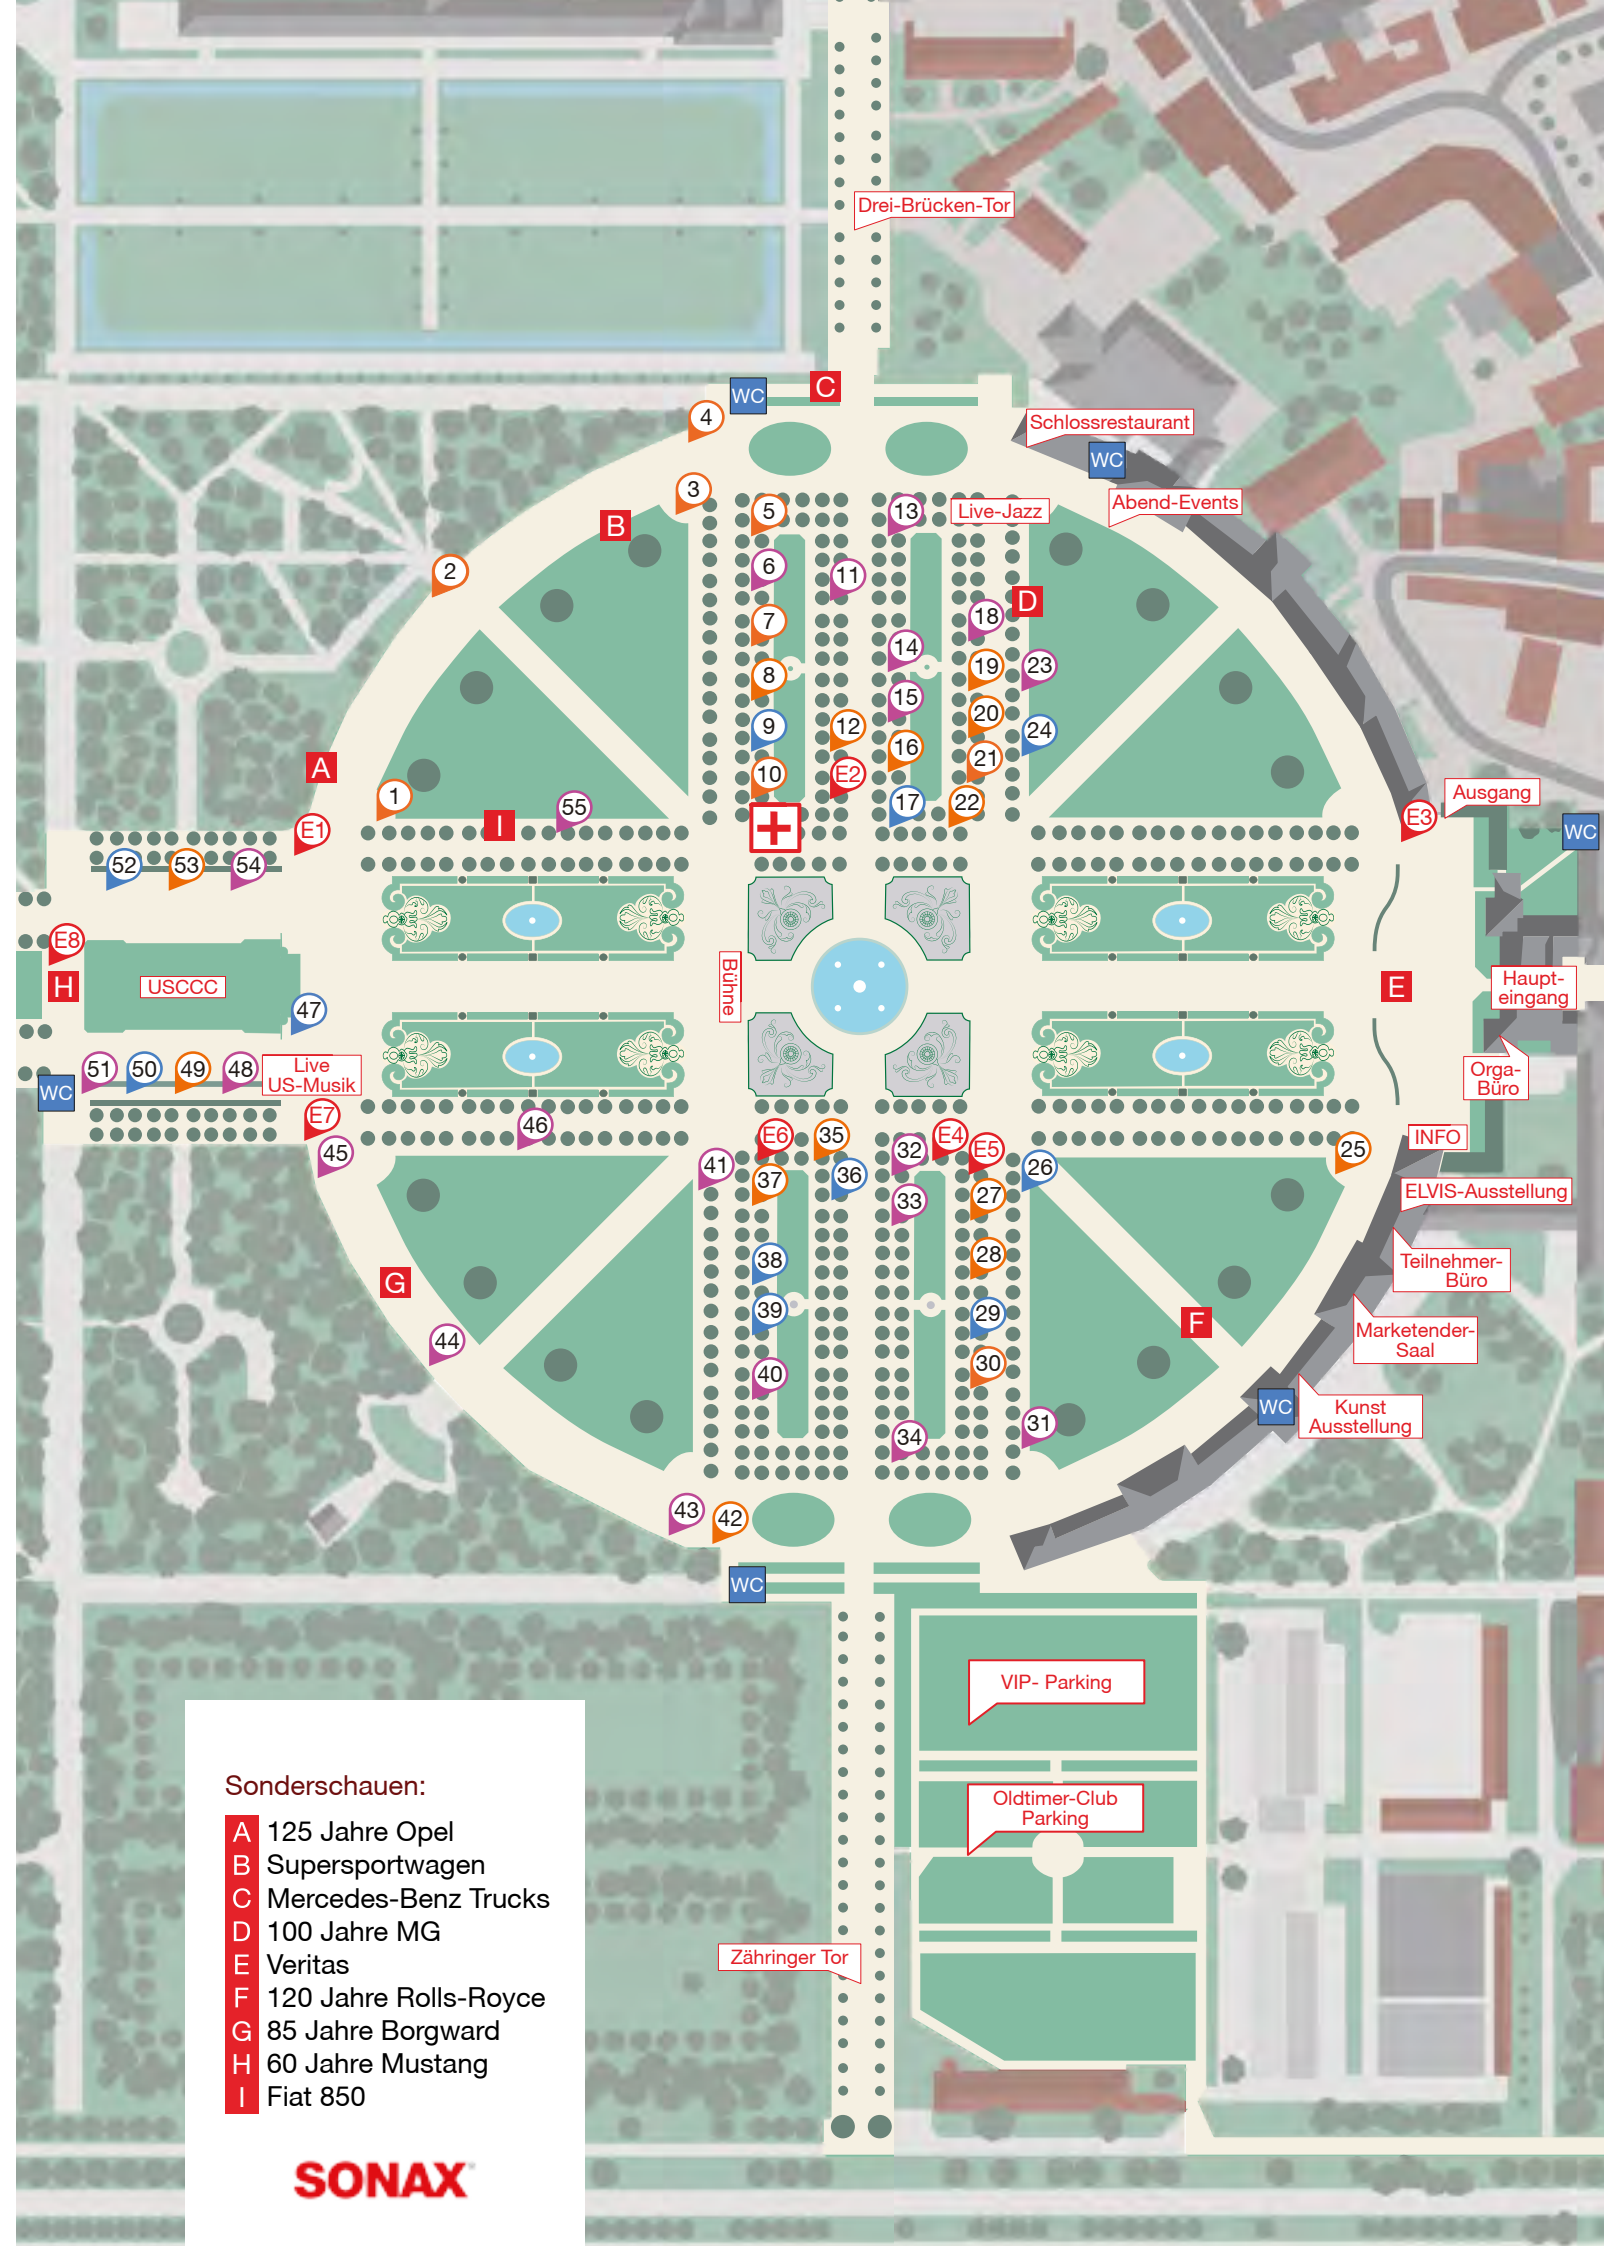 Drei-Brücken-Tor
WC
C
4
Schlossrestaurant
WC
3
Abend-Events
B
5
13
Live-Jazz
2
6
11
D
18
7
14
19
23
8
15
20
9
12
24
16
21
A
10
E2
1
17
22
Ausgang
I
55
E3
E1
WC
52
53
54
E8
H
USCCC
Bühne
E
Haupt-
eingang
47
51
50
49
48
Live
US-Musik
WC
Orga-
Büro
E7
46
E6
35
E4
INFO
45
41
37
36
32
E5
26
25
33
27
ELVIS-Ausstellung
38
28
Teilnehmer-
Büro
G
39
29
F
44
Marketender-
Saal
40
30
WC
Kunst
Ausstellung
34
31
43
42
WC
VIP- Parking
Oldtimer-Club
Parking
Zähringer Tor
Sonderschauen:
A 125 Jahre Opel
B Supersportwagen
C Mercedes-Benz Trucks
D 100 Jahre MG
E Veritas
F 120 Jahre Rolls-Royce
G 85 Jahre Borgward
H 60 Jahre Mustang
I Fiat 850
SONAX